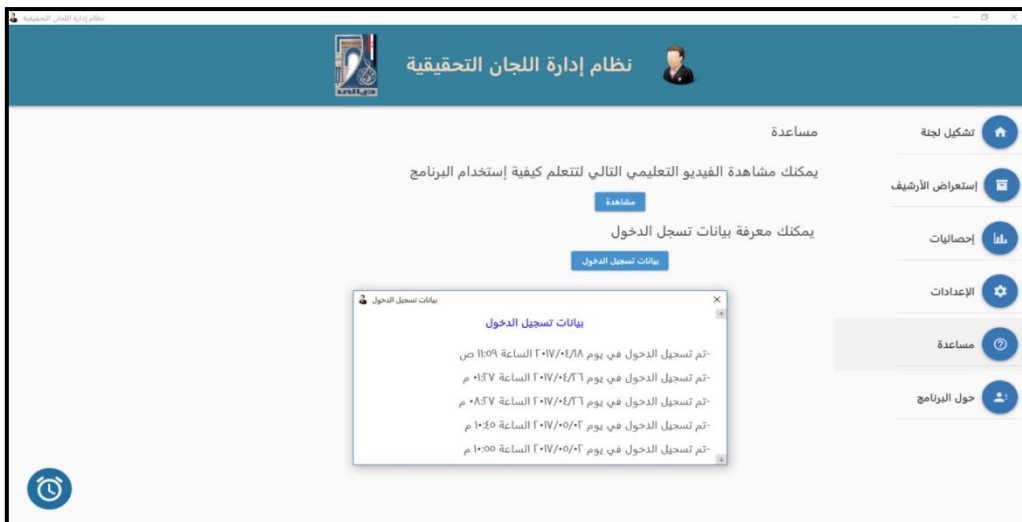 نظام إدارة اللجان التحقيقية
نظام إدارة اللجان التحقيقية
ديالى
تشكيل لجنة
إستعراض الأرشيف
إحصائيات
الإعدادات
مساعدة
حول البرنامج
مساعدة
يمكنك مشاهدة الفيديو التعليمي التالي لتتعلم كيفية إستخدام البرنامج
مشاهدة
يمكنك معرفة بيانات تسجل الدخول
بيانات تسجيل الدخول
بيانات تسجيل الدخول
بيانات تسجيل الدخول
-تم تسجيل الدخول في يوم ٢٠١٧/٠٤/١٨ الساعة ١١:٠٩ ص
-تم تسجيل الدخول في يوم ٢٠١٧/٠٤/٢٦ الساعة ٠١:٢٧ م
-تم تسجيل الدخول في يوم ٢٠١٧/٠٤/٢٦ الساعة ٠٨:٢٧ م
-تم تسجيل الدخول في يوم ٢٠١٧/٠٥/٠٢ الساعة ١٠:٤٥ م
-تم تسجيل الدخول في يوم ٢٠١٧/٠٥/٠٢ الساعة ١٠:٥٥ م